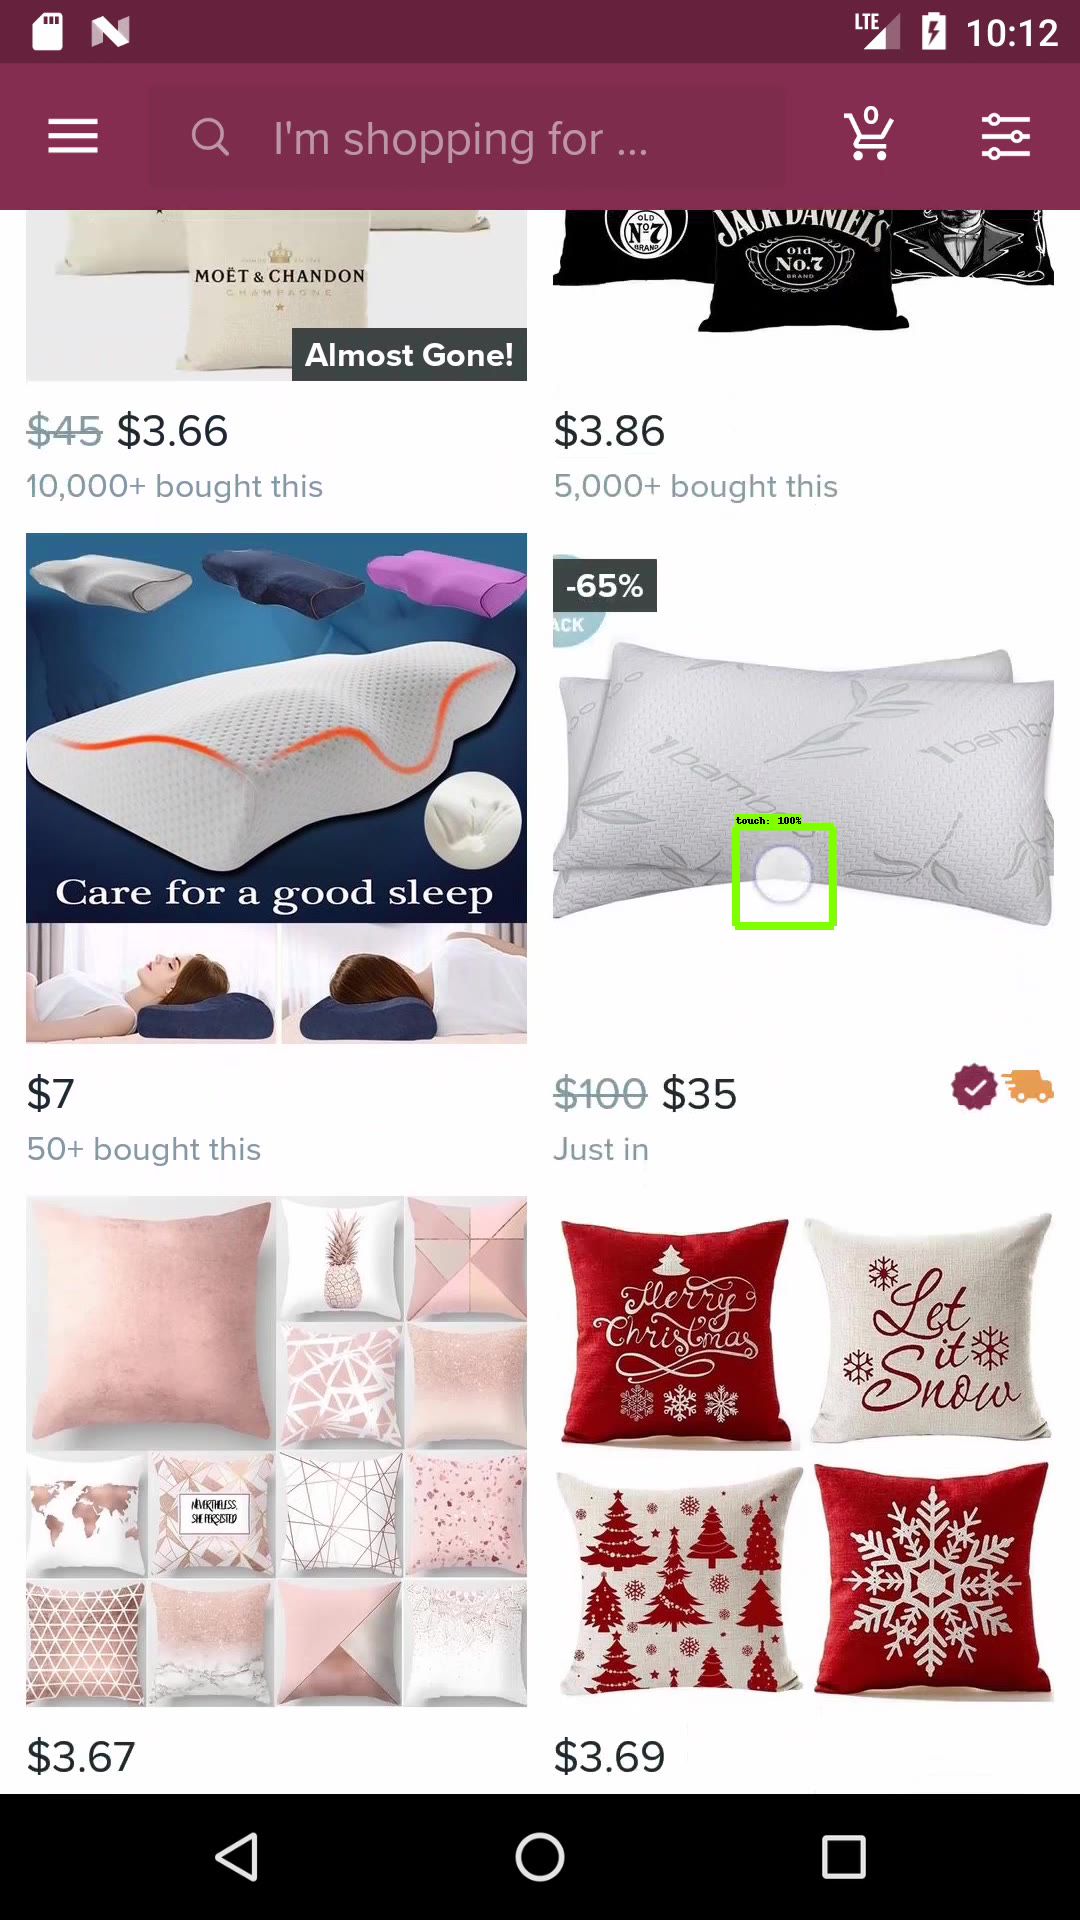 LTE 10:12
I'm shopping for ... 0
MOËT & CHANDON
CHAMPAGNE
Almost Gone!
OLD
Nº7
BRAND
JACK DANIEL'S
Old
No.7
BRAND
$45 $3.66
10,000+ bought this
$3.86
5,000+ bought this
Care for a good sleep
-65%
ACK
bamboo
bambo
touch: 100%
$7
50+ bought this
$100 $35
Just in
NEVERTHELESS,
SHE PERSISTED
Merry
Christmas
Let
it
Snow
$3.67
$3.69